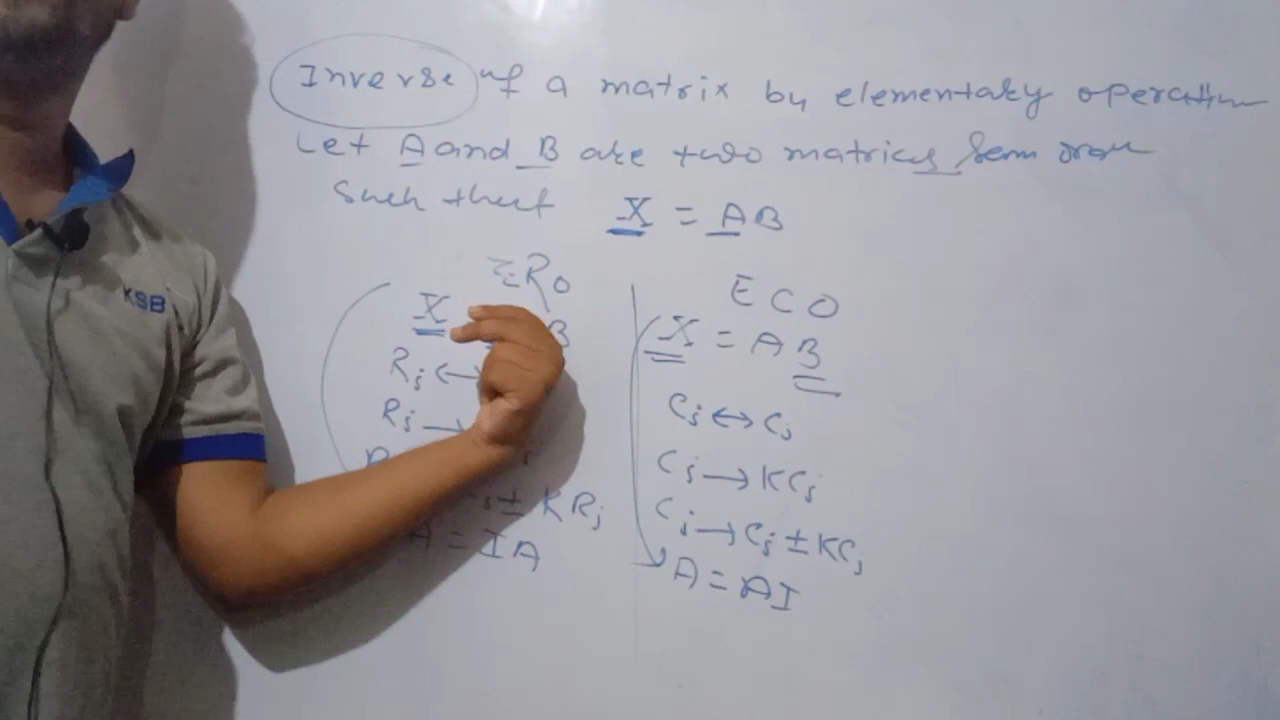 Inverse of a matrix by elementary operation
Let A and B are two matrices Sem
such that X = AB
ERO
X B
Ri ↔
Ri →
± KRj
A = IA
ECO
X = AB
Ci ↔ Cj
Ci → KCi
Ci → Ci ± KCj
A = AI
KSB